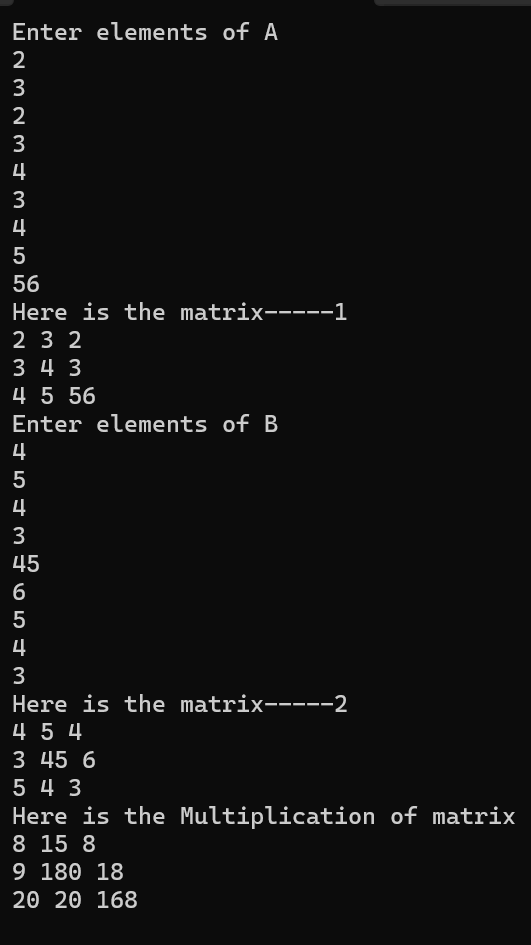 Enter elements of A
2
3
2
3
4
3
4
5
56
Here is the matrix-----1
2 3 2
3 4 3
4 5 56
Enter elements of B
4
5
4
3
45
6
5
4
3
Here is the matrix-----2
4 5 4
3 45 6
5 4 3
Here is the Multiplication of matrix
8 15 8
9 180 18
20 20 168